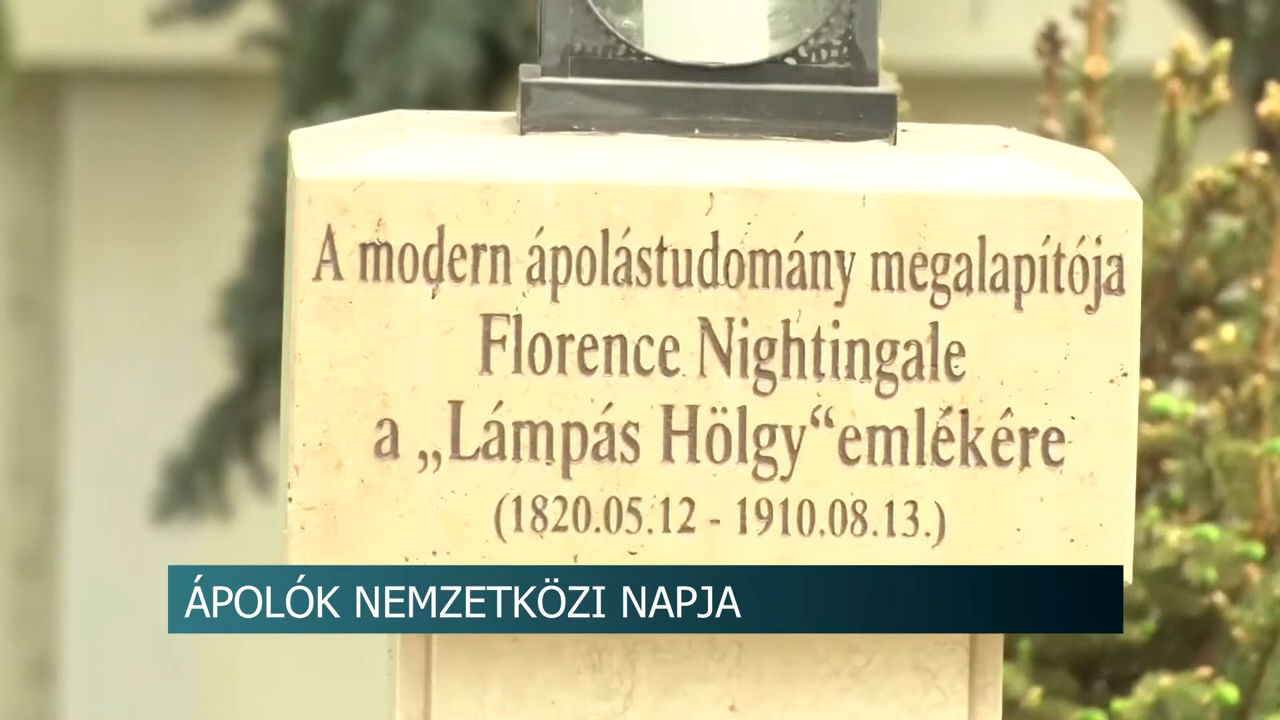 A modern ápolástudomány megalapítója
Florence Nightingale
a „Lámpás Hölgy“ emlékére
(1820.05.12 - 1910.08.13.)
ÁPOLÓK NEMZETKÖZI NAPJA